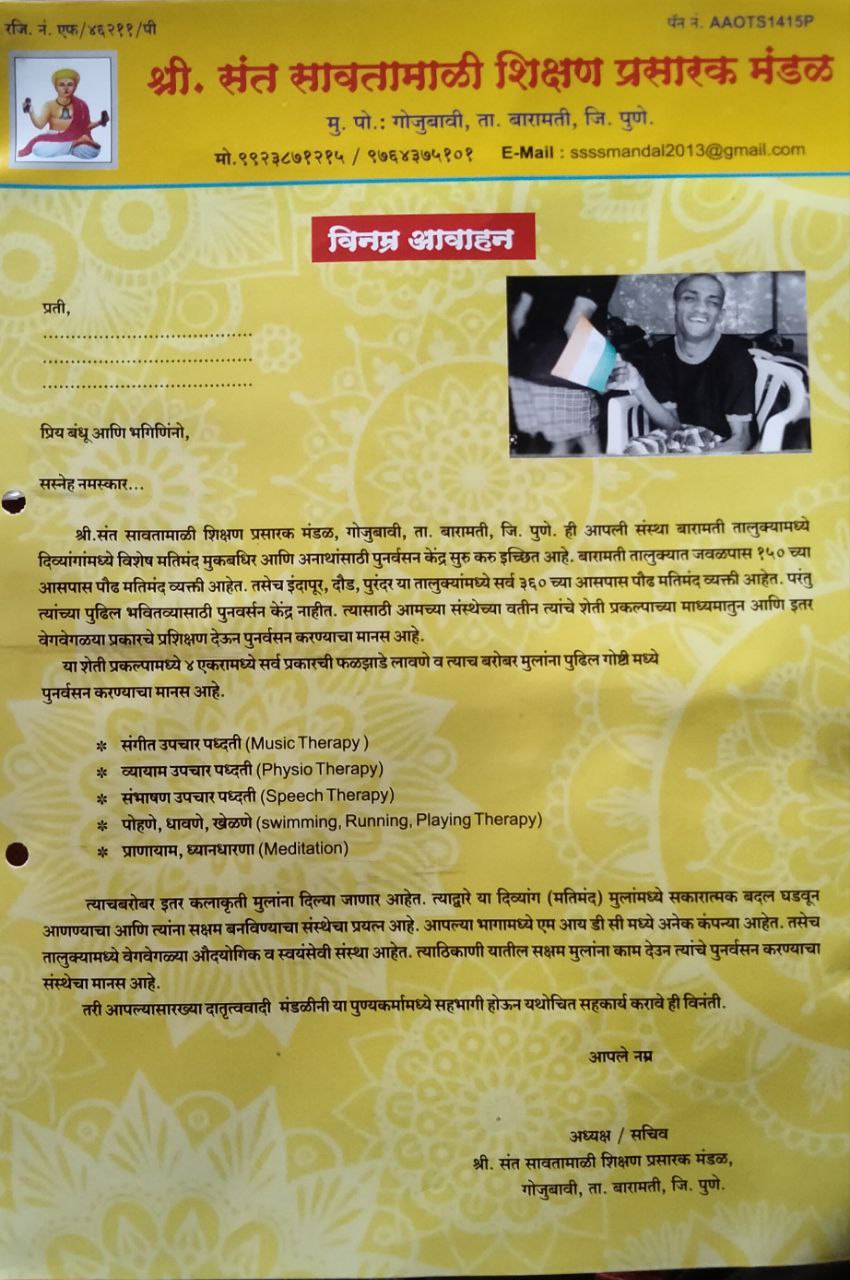 रजि. नं. एफ/४६२११/पी
पॅन नं. AAOTS1415P
श्री. संत सावतामाळी शिक्षण प्रसारक मंडळ
मु. पो.: गोजुबावी, ता. बारामती, जि. पुणे.
मो.९९२३८७१२१५ / ९७६४३७५१०१ E-Mail : ssssmandal2013@gmail.com
विनम्र आवाहन
प्रती,
..........................................
..........................................
..........................................
प्रिय बंधू आणि भगिणिंनो,
सस्नेह नमस्कार...
श्री.संत सावतामाळी शिक्षण प्रसारक मंडळ, गोजुबावी, ता. बारामती, जि. पुणे. ही आपली संस्था बारामती तालुक्यामध्ये
दिव्यांगांमध्ये विशेष मतिमंद मुकबधिर आणि अनाथांसाठी पुनर्वसन केंद्र सुरु करु इच्छित आहे. बारामती तालुक्यात जवळपास १५० च्या
आसपास पौढ मतिमंद व्यक्ती आहेत. तसेच इंदापूर, दौड, पुरंदर या तालुक्यांमध्ये सर्व ३६० च्या आसपास पौढ मतिमंद व्यक्ती आहेत. परंतु
त्यांच्या पुढिल भवितव्यासाठी पुनवर्सन केंद्र नाहीत. त्यासाठी आमच्या संस्थेच्या वतीन त्यांचे शेती प्रकल्पाच्या माध्यमातुन आणि इतर
वेगवेगळया प्रकारचे प्रशिक्षण देऊन पुनर्वसन करण्याचा मानस आहे.
या शेती प्रकल्पामध्ये ४ एकरामध्ये सर्व प्रकारची फळझाडे लावणे व त्याच बरोबर मुलांना पुढिल गोष्टी मध्ये
पुनर्वसन करण्याचा मानस आहे.
✽ संगीत उपचार पध्दती (Music Therapy )
✽ व्यायाम उपचार पध्दती (Physio Therapy)
✽ संभाषण उपचार पध्दती (Speech Therapy)
✽ पोहणे, धावणे, खेळणे (swimming, Running, Playing Therapy)
✽ प्राणायाम, ध्यानधारणा (Meditation)
त्याचबरोबर इतर कलाकृती मुलांना दिल्या जाणार आहेत. त्याद्वारे या दिव्यांग (मतिमंद) मुलांमध्ये सकारात्मक बदल घडवून
आणण्याचा आणि त्यांना सक्षम बनविण्याचा संस्थेचा प्रयत्न आहे. आपल्या भागामध्ये एम आय डी सी मध्ये अनेक कंपन्या आहेत. तसेच
तालुक्यामध्ये वेगवेगळ्या औदयोगिक व स्वयंसेवी संस्था आहेत. त्याठिकाणी यातील सक्षम मुलांना काम देउन त्यांचे पुनर्वसन करण्याचा
संस्थेचा मानस आहे.
तरी आपल्यासारख्या दातृत्ववादी मंडळीनी या पुण्यकर्मामध्ये सहभागी होऊन यथोचित सहकार्य करावे ही विनंती.
आपले नम्र
अध्यक्ष / सचिव
श्री. संत सावतामाळी शिक्षण प्रसारक मंडळ,
गोजुबावी, ता. बारामती, जि. पुणे.